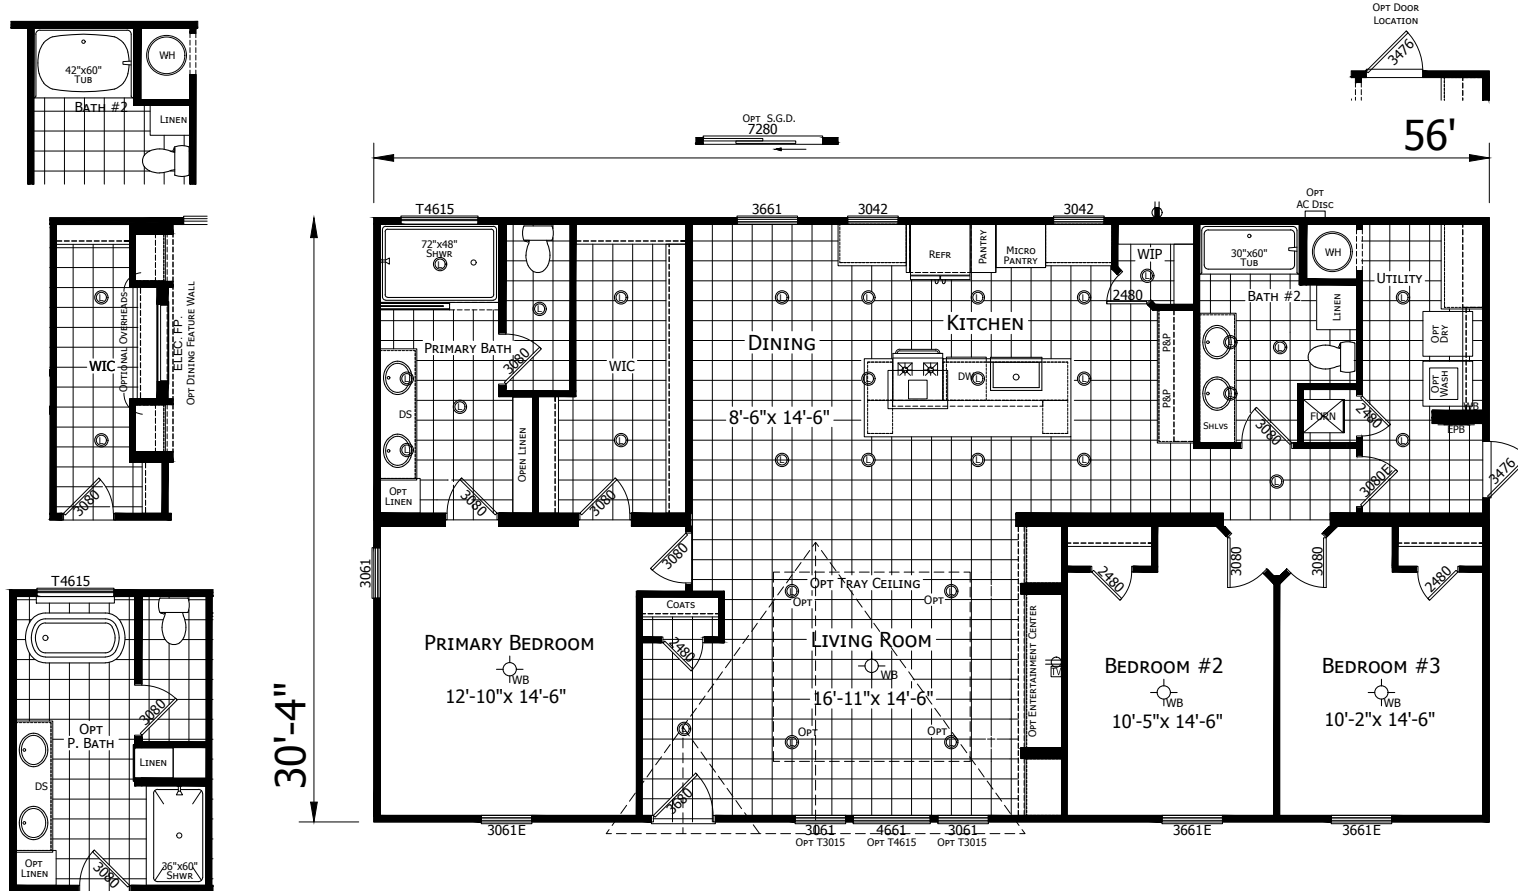 42"x60"
TUB
WH
BATH #2
LINEN
OPT DOOR
LOCATION
3476
OPT S.G.D.
7280
56'
WIC
OPTIONAL OVERHEADS
ELEC. FP.
OPT DINING FEATURE WALL
3080
T4615
OPT
P. BATH
3080
LINEN
DS
OPT
LINEN
3080
36"x60"
SHWR
30'-4"
T4615
3661
3042
3042
OPT
AC DISC
72"x48"
SHWR
L
PRIMARY BATH
3080
DS
OPT
LINEN
3080
OPEN LINEN
WIC
3080
REFR
PANTRY
MICRO
PANTRY
WIP
2480
KITCHEN
DINING
8'-6"x 14'-6"
DW
P&P
P&P
30"x60"
TUB
WH
BATH #2
LINEN
SHLVS
3080
FURN
2480
UTILITY
OPT
DRY
OPT
WASH
WB
EPB
3080E
3476
3061
3080
COATS
2480
PRIMARY BEDROOM
WB
12'-10"x 14'-6"
3061E
3680
OPT TRAY CEILING
OPT
OPT
LIVING ROOM
WB
16'-11"x 14'-6"
OPT
OPT
OPT ENTERTAINMENT CENTER
TV
3061
OPT T3015
4661
OPT T4615
3061
OPT T3015
2480
3080
3080
2480
BEDROOM #2
WB
10'-5"x 14'-6"
3661E
BEDROOM #3
WB
10'-2"x 14'-6"
3661E